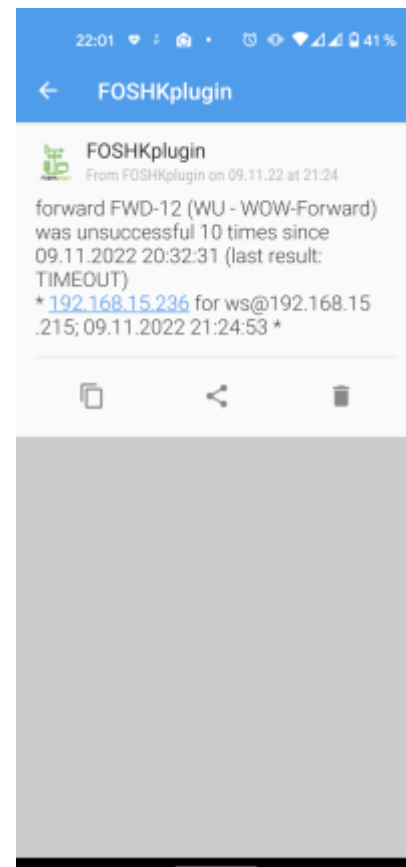 22:01 41%
FOSHKplugin
FOSHKplugin
From FOSHKplugin on 09.11.22 at 21:24
forward FWD-12 (WU - WOW-Forward)
was unsuccessful 10 times since
09.11.2022 20:32:31 (last result:
TIMEOUT)
* 192.168.15.236 for ws@192.168.15
.215; 09.11.2022 21:24:53 *